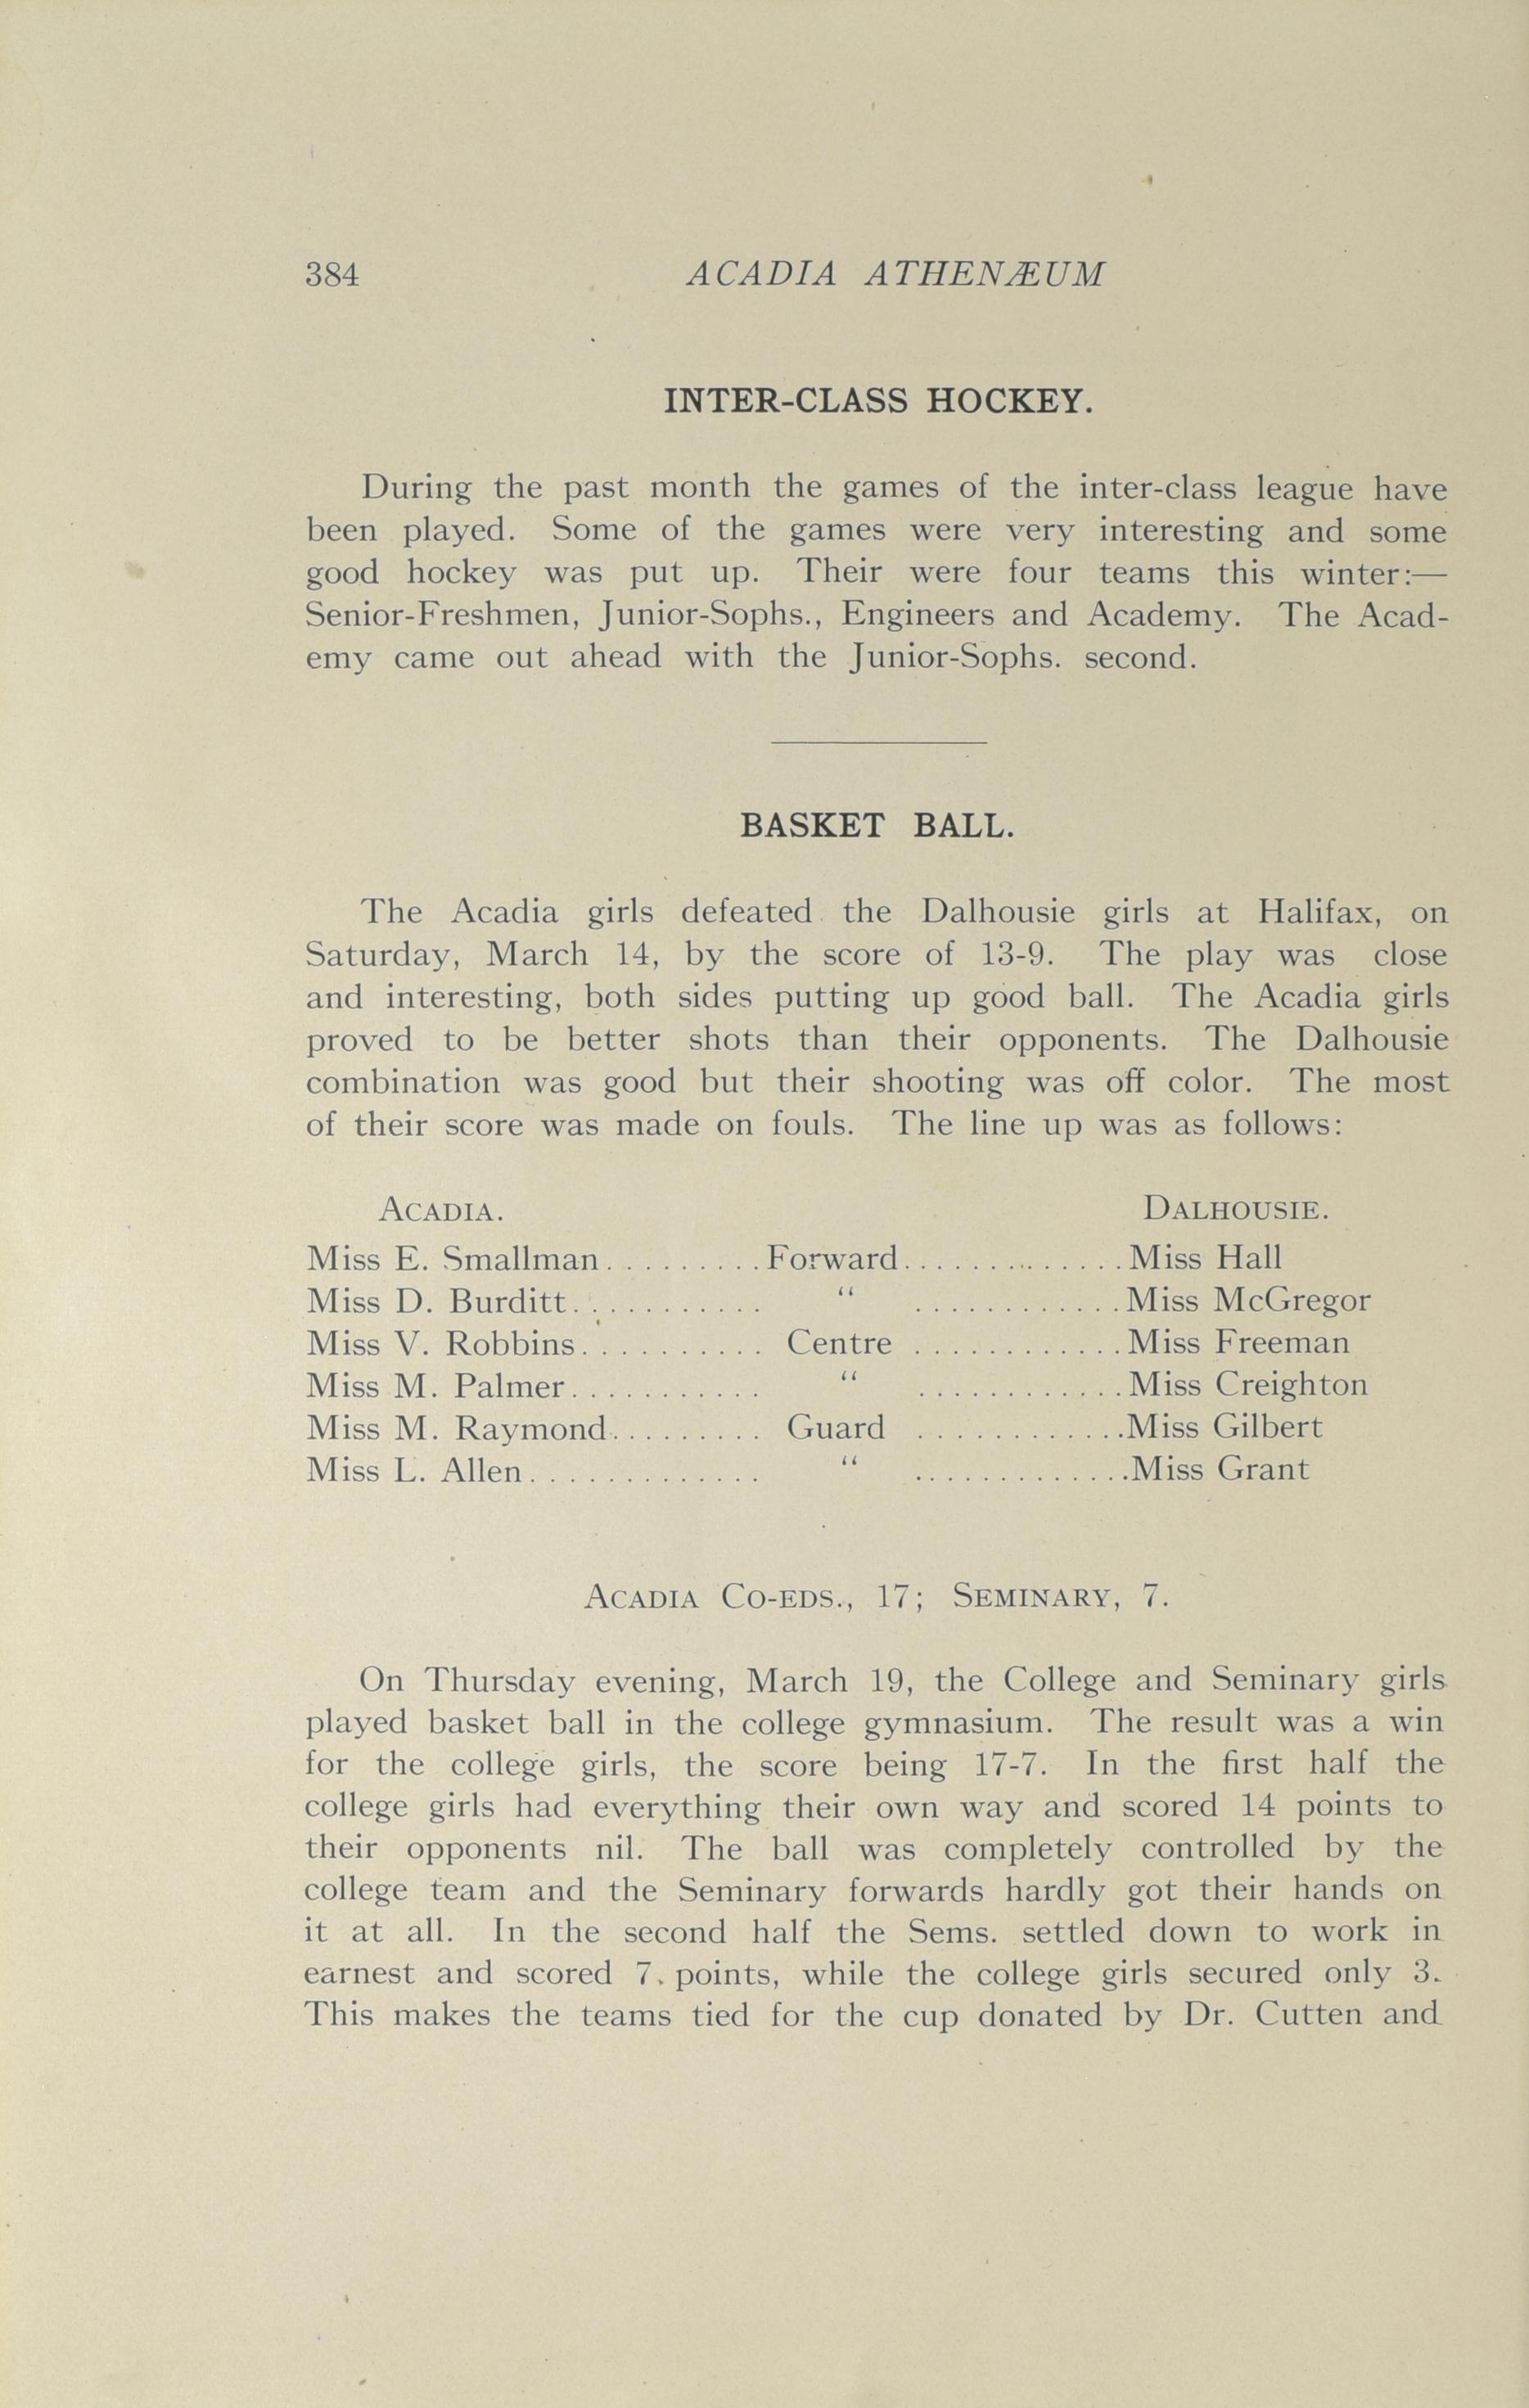 384 ACADIA ATHENÆUM
INTER-CLASS HOCKEY.
During the past month the games of the inter-class league have
been played. Some of the games were very interesting and some
good hockey was put up. Their were four teams this winter:—
Senior-Freshmen, Junior-Sophs., Engineers and Academy. The Acad-
emy came out ahead with the Junior-Sophs. second.
BASKET BALL.
The Acadia girls defeated the Dalhousie girls at Halifax, on
Saturday, March 14, by the score of 13-9. The play was close
and interesting, both sides putting up good ball. The Acadia girls
proved to be better shots than their opponents. The Dalhousie
combination was good but their shooting was off color. The most
of their score was made on fouls. The line up was as follows:
ACADIA. DALHOUSIE.
Miss E. Smallman.........Forward............Miss Hall
Miss D. Burditt........... “ ............Miss McGregor
Miss V. Robbins.......... Centre ............Miss Freeman
Miss M. Palmer........... “ ............Miss Creighton
Miss M. Raymond......... Guard ............Miss Gilbert
Miss L. Allen............. “ ............Miss Grant
ACADIA CO-EDS., 17; SEMINARY, 7.
On Thursday evening, March 19, the College and Seminary girls
played basket ball in the college gymnasium. The result was a win
for the college girls, the score being 17-7. In the first half the
college girls had everything their own way and scored 14 points to
their opponents nil. The ball was completely controlled by the
college team and the Seminary forwards hardly got their hands on
it at all. In the second half the Sems. settled down to work in
earnest and scored 7. points, while the college girls secured only 3.
This makes the teams tied for the cup donated by Dr. Cutten and